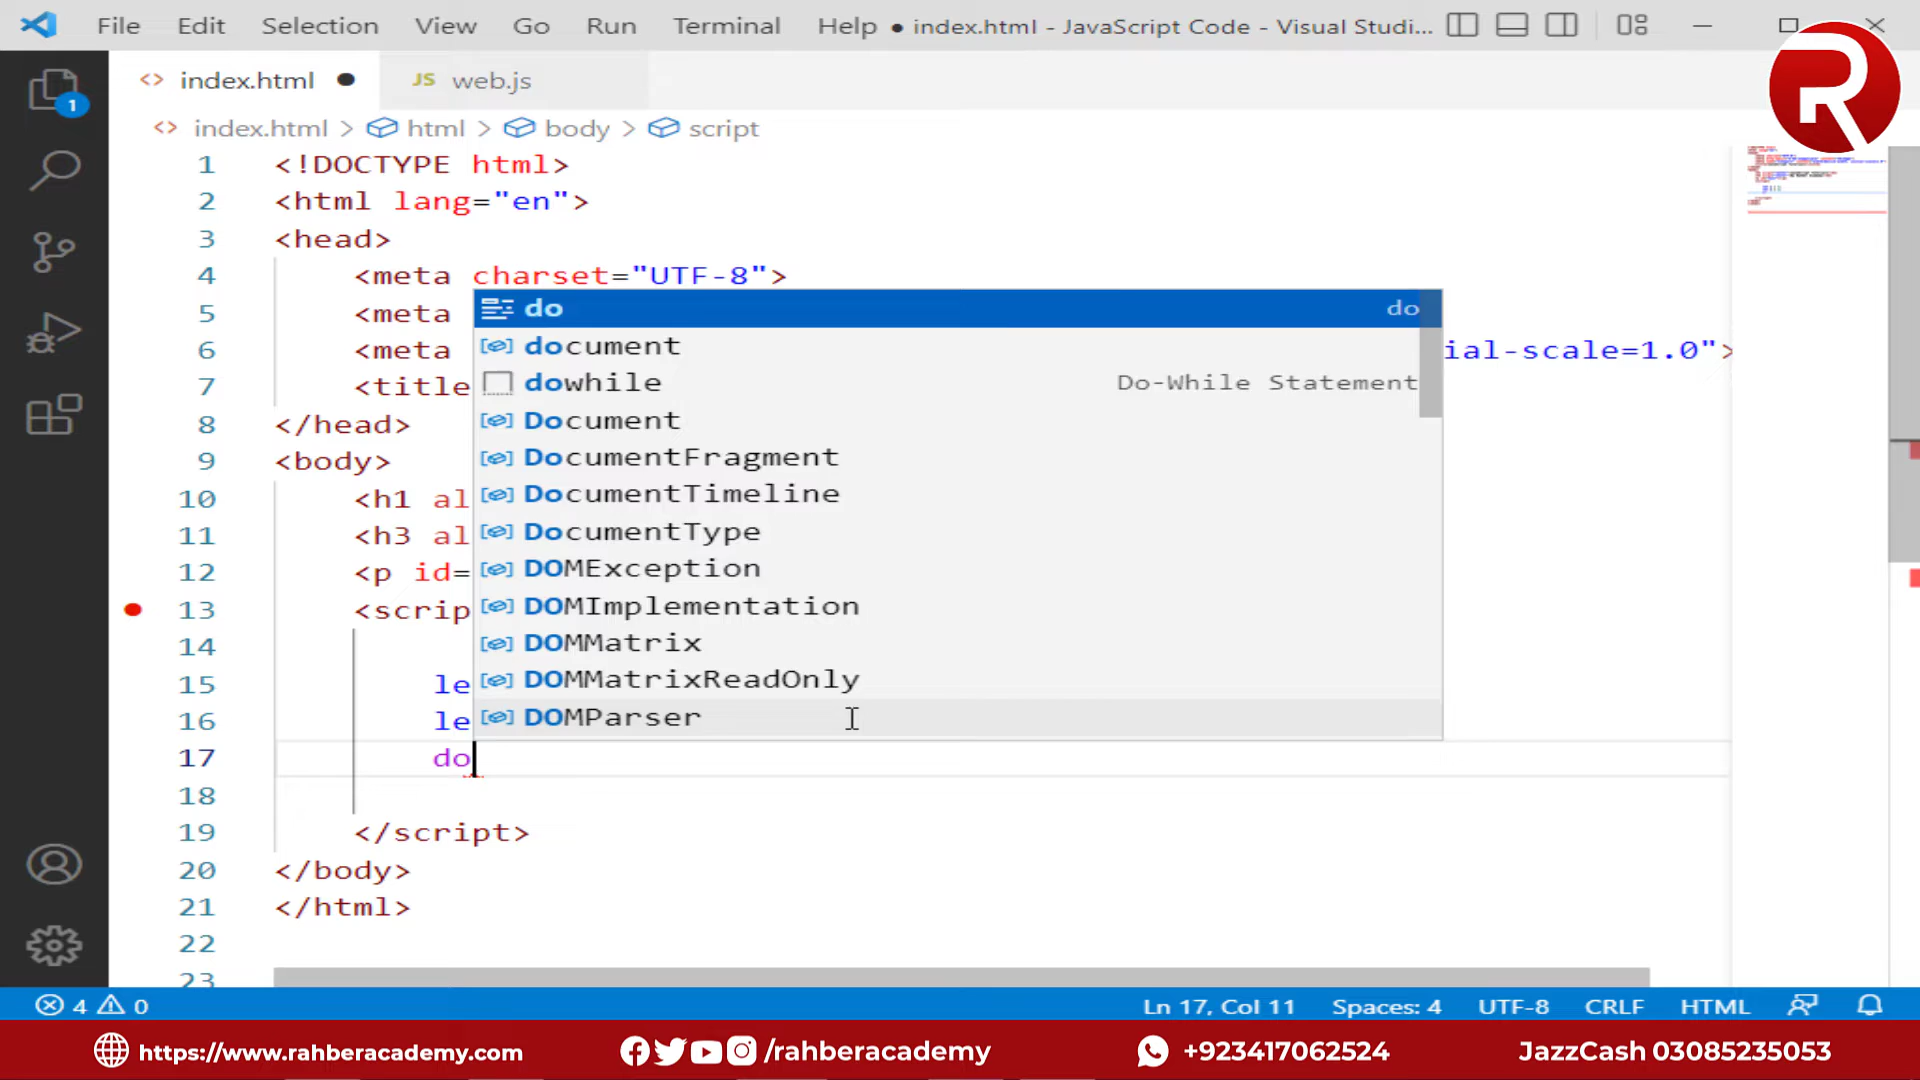 File Edit Selection View Go Run Terminal Help ● index.html - JavaScript Code - Visual Studi...
<> index.html ● JS web.js
<> index.html > html > body > script
1 <!DOCTYPE html>
2 <html lang="en">
3 <head>
4 <meta charset="UTF-8">
5 <meta
6 <meta ial-scale=1.0">
7 <title
8 </head>
9 <body>
10 <h1 al
11 <h3 al
12 <p id=
13 <scrip
14
15 le
16 le
17 do
18
19 </script>
20 </body>
21 </html>
22
23
do do
document
dowhile Do-While Statement
Document
DocumentFragment
DocumentTimeline
DocumentType
DOMException
DOMImplementation
DOMMatrix
DOMMatrixReadOnly
DOMParser
1
R
4 0 Ln 17, Col 11 Spaces: 4 UTF-8 CRLF HTML
https://www.rahberacademy.com /rahberacademy +923417062524 JazzCash 03085235053